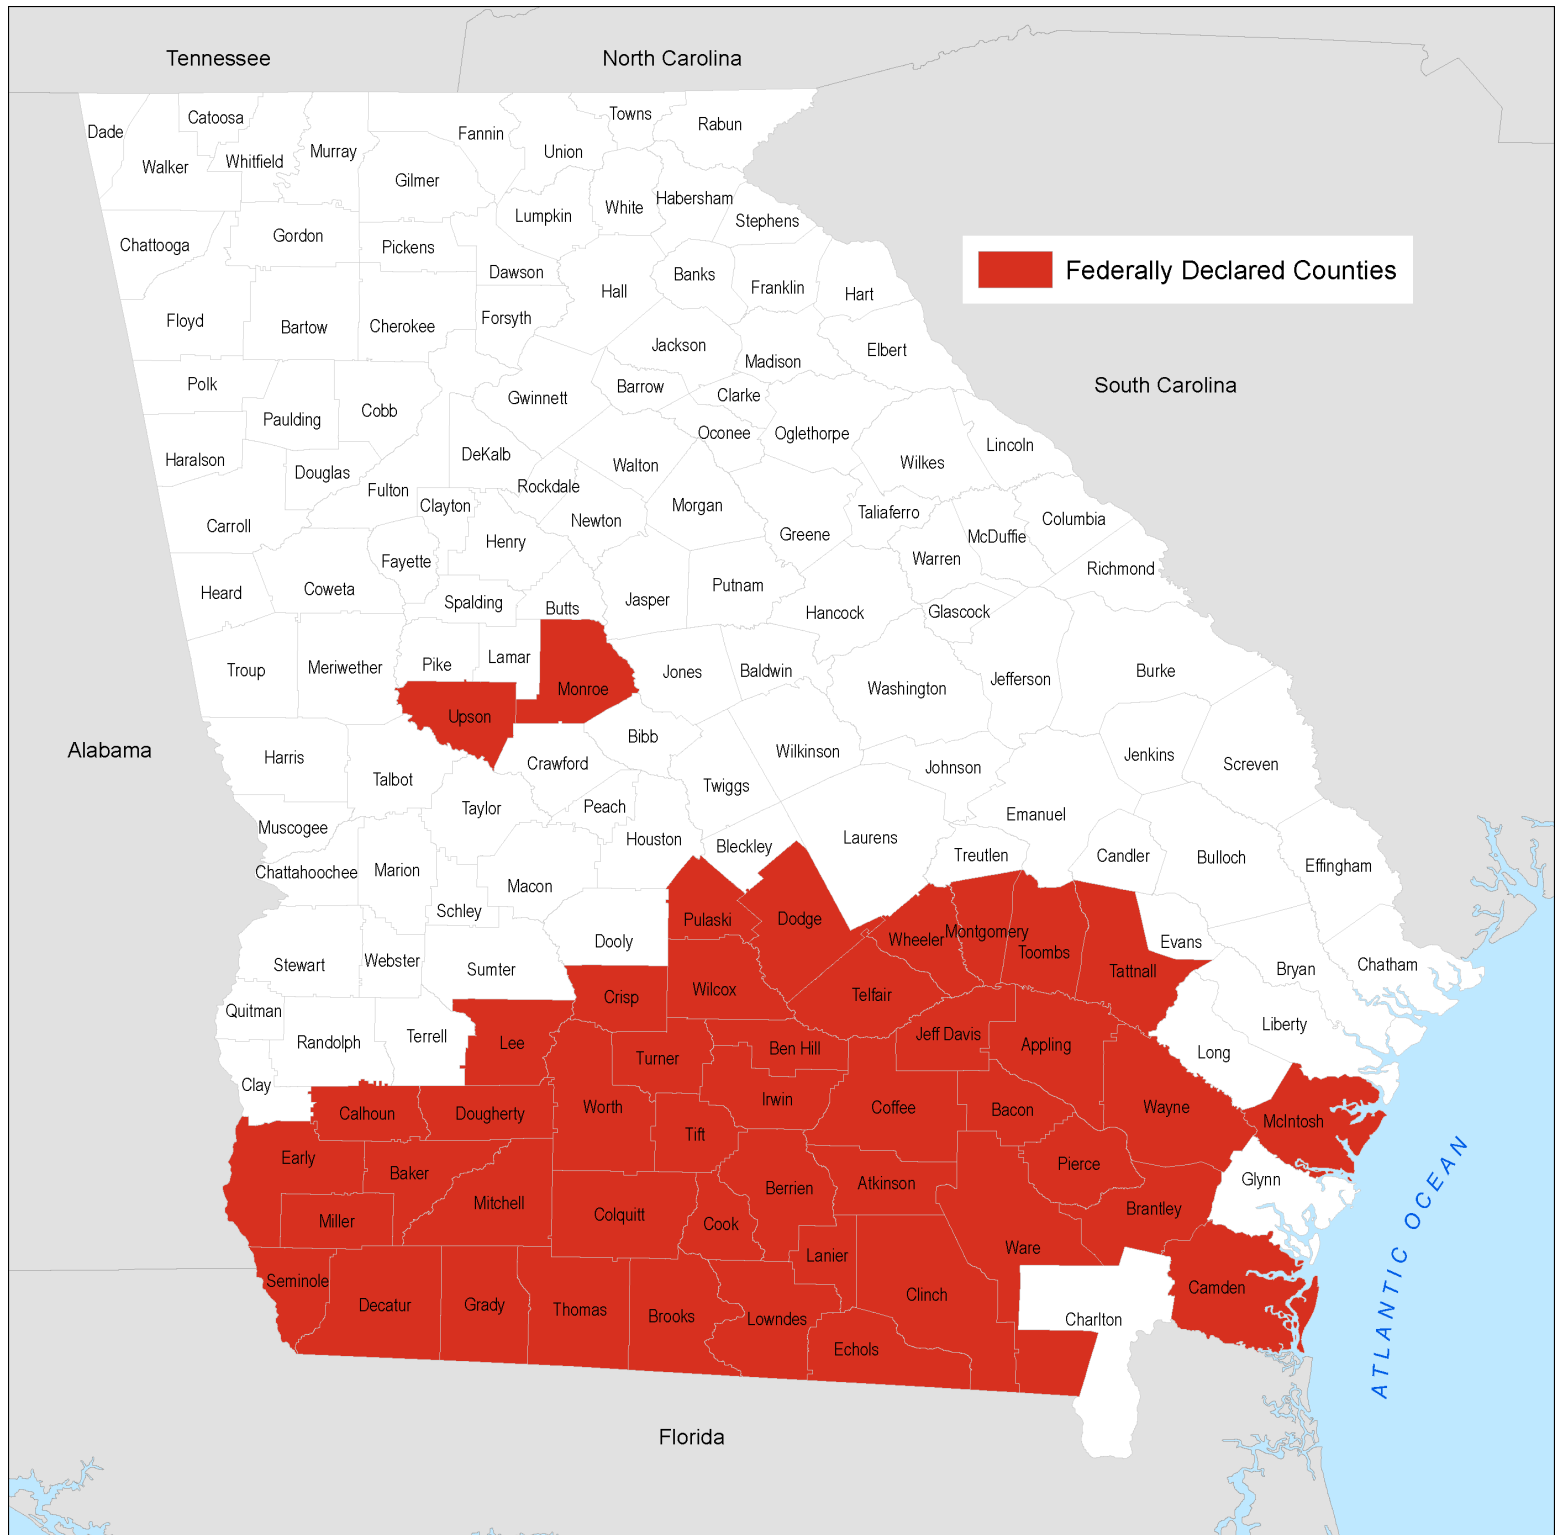 Tennessee
North Carolina
Towns
Catoosa
Rabun
Dade
Fannin
Union
Murray
Whitfield
Walker
Gilmer
Habersham
White
Lumpkin
Stephens
Gordon
Chattooga
Pickens
Dawson
Banks
Federally Declared Counties
Franklin
Hall
Hart
Forsyth
Floyd
Bartow
Cherokee
Jackson
Elbert
Madison
Polk
South Carolina
Barrow
Clarke
Gwinnett
Cobb
Paulding
Oconee
Oglethorpe
Lincoln
DeKalb
Haralson
Wilkes
Walton
Douglas
Rockdale
Fulton
Clayton
Morgan
Taliaferro
Columbia
Newton
Carroll
Greene
McDuffie
Henry
Warren
Fayette
Richmond
Putnam
Coweta
Heard
Jasper
Spalding
Butts
Hancock
Glascock
Lamar
Pike
Meriwether
Troup
Jones
Baldwin
Burke
Jefferson
Monroe
Washington
Upson
Bibb
Alabama
Wilkinson
Jenkins
Harris
Crawford
Screven
Johnson
Talbot
Twiggs
Peach
Taylor
Emanuel
Muscogee
Houston
Laurens
Bleckley
Treutlen
Candler
Bulloch
Effingham
Marion
Chattahoochee
Macon
Schley
Pulaski
Dodge
Montgomery
Wheeler
Dooly
Evans
Toombs
Webster
Stewart
Chatham
Sumter
Bryan
Tattnall
Wilcox
Telfair
Crisp
Quitman
Liberty
Jeff Davis
Terrell
Randolph
Lee
Appling
Ben Hill
Long
Turner
Clay
Irwin
Worth
Coffee
Wayne
Bacon
Calhoun
Dougherty
McIntosh
Tift
Early
Pierce
Baker
Glynn
Atkinson
Berrien
Mitchell
Brantley
Colquitt
Miller
Cook
Ware
Lanier
ATLANTIC OCEAN
Seminole
Camden
Clinch
Decatur
Grady
Thomas
Brooks
Lowndes
Charlton
Echols
Florida